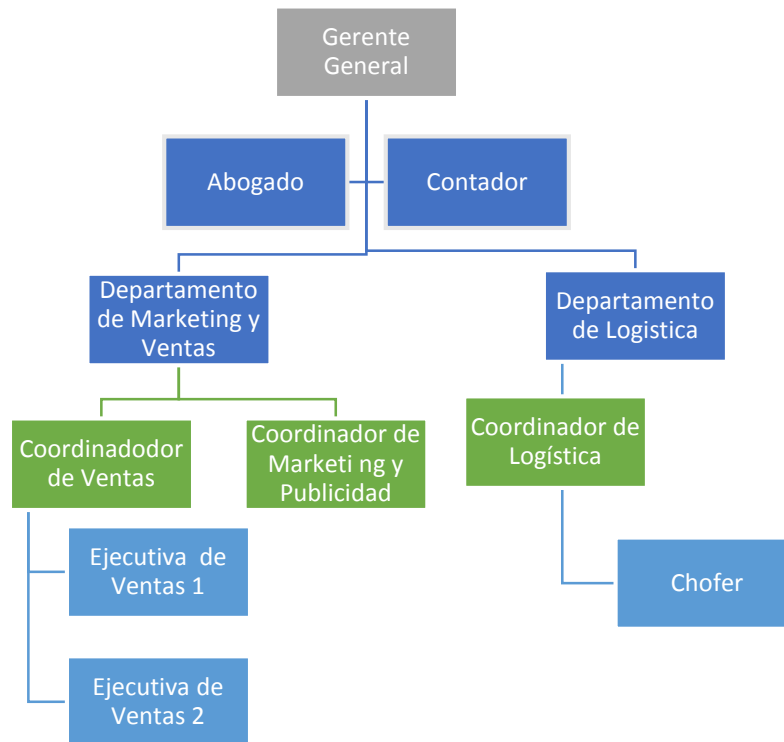 Gerente
General
Abogado
Contador
Departamento
de Marketing y
Ventas
Departamento
de Logistica
Coordinadodor
de Ventas
Coordinador de
Marketi ng y
Publicidad
Coordinador de
Logística
Ejecutiva de
Ventas 1
Chofer
Ejecutiva de
Ventas 2